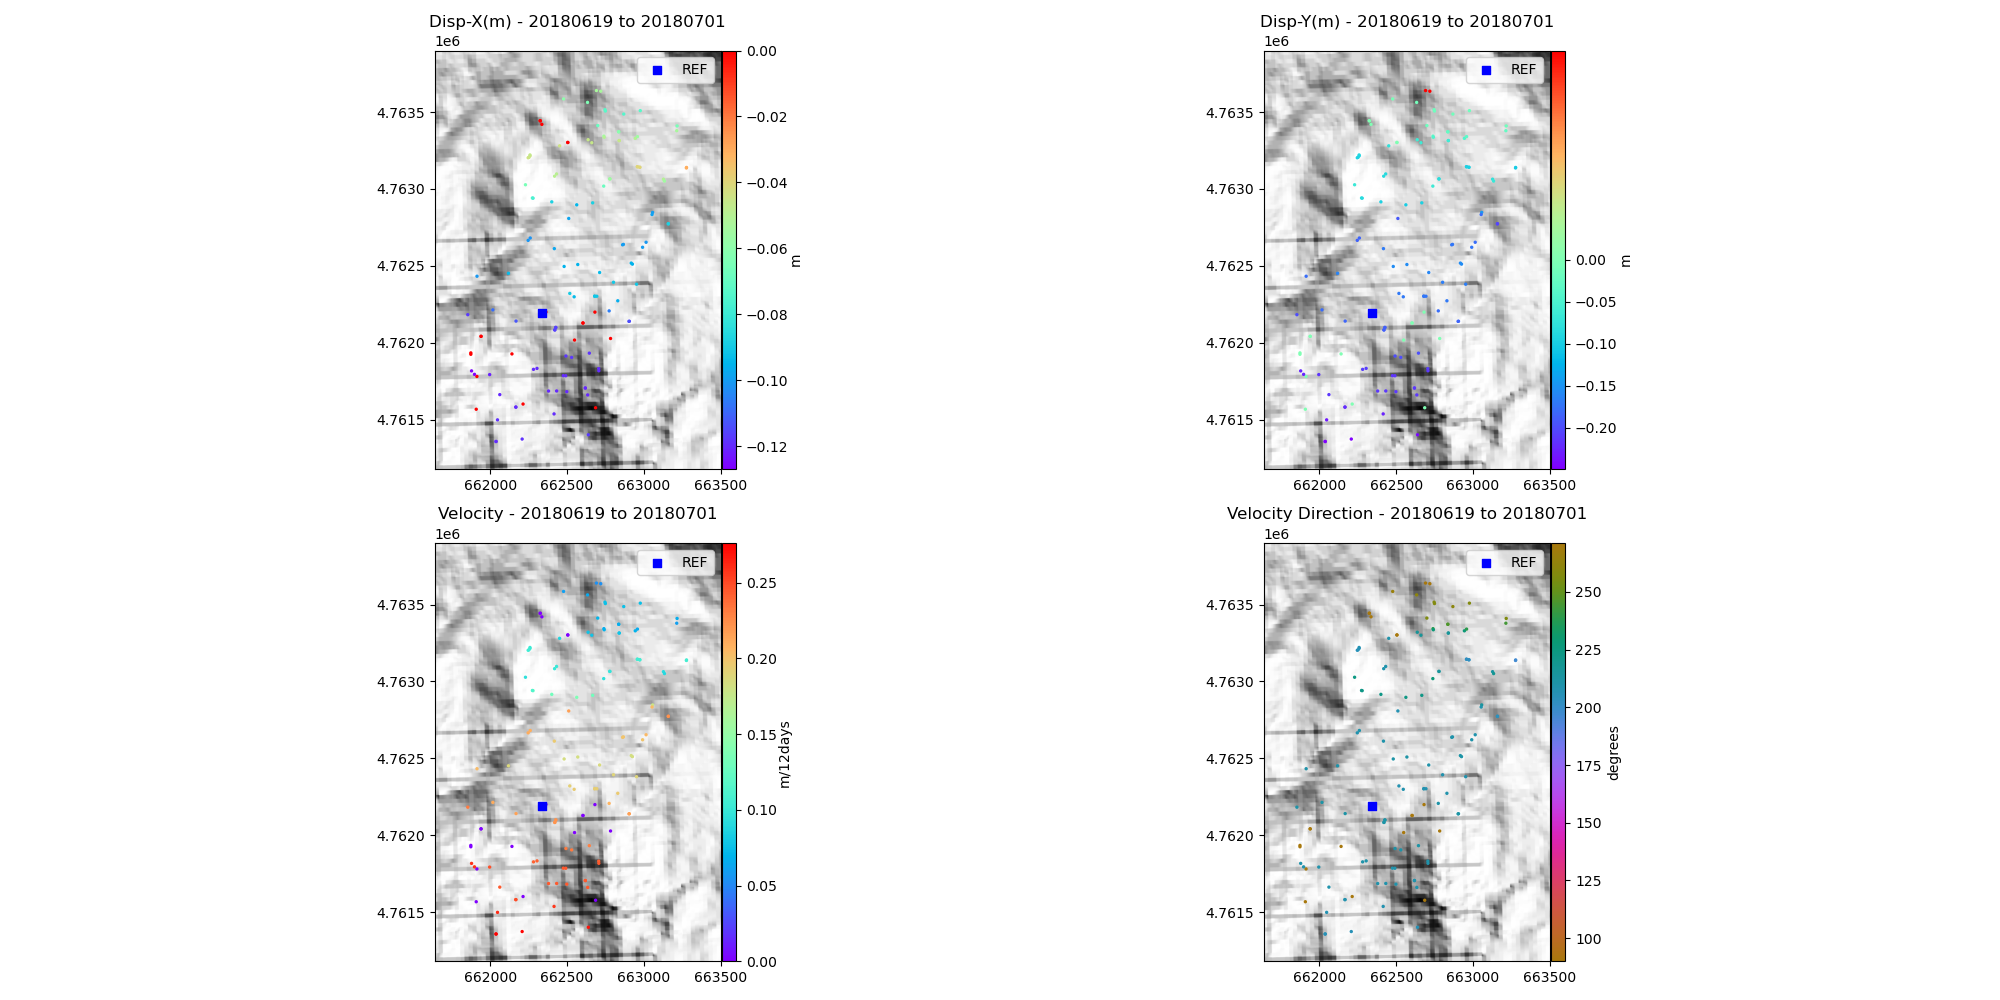 Disp-X(m) - 20180619 to 20180701
1e6
REF
4.7635
4.7630
4.7625
4.7620
4.7615
662000 662500 663000 663500
0.00
−0.02
−0.04
−0.06
−0.08
−0.10
−0.12
m
Disp-Y(m) - 20180619 to 20180701
1e6
REF
4.7635
4.7630
4.7625
4.7620
4.7615
662000 662500 663000 663500
0.00
−0.05
−0.10
−0.15
−0.20
m
Velocity - 20180619 to 20180701
1e6
REF
4.7635
4.7630
4.7625
4.7620
4.7615
662000 662500 663000 663500
0.25
0.20
0.15
0.10
0.05
0.00
m/12days
Velocity Direction - 20180619 to 20180701
1e6
REF
4.7635
4.7630
4.7625
4.7620
4.7615
662000 662500 663000 663500
250
225
200
175
150
125
100
degrees